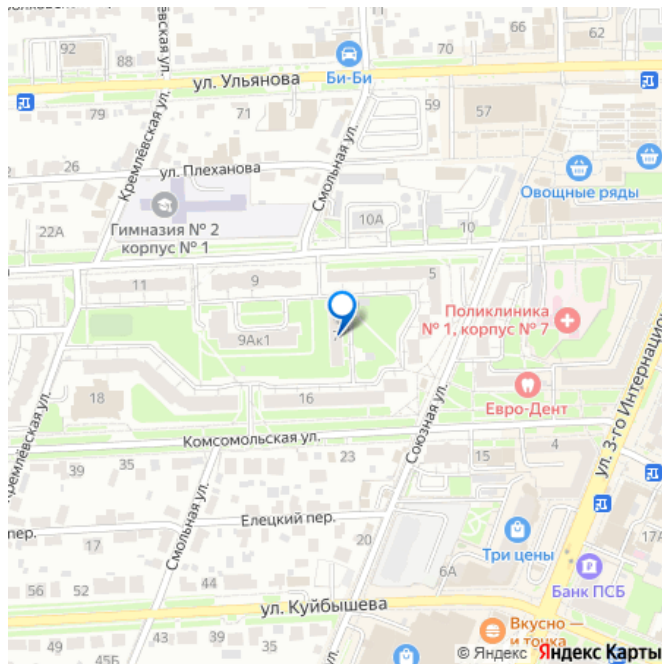 92
88
70
66
62
ул. Ульянова
Би-Би
79
71
59
57
Кремлёвская ул.
26
ул. Плеханова
Смольная ул.
Овощные ряды
22А
Гимназия № 2
корпус № 1
10А
10
11
9
5
Поликлиника
№ 1, корпус № 7
9Ак1
7
18
16
Евро-Дент
Кремлёвская ул.
Комсомольская ул.
Союзная ул.
39
35
23
15
4
Смольная ул.
Елецкий пер.
пер.
17
20
Три цены
17А
6А
Банк ПСБ
56
52
44
ул. Куйбышева
Вкусно —
и точка
49
45Б
43
39
35
© Яндекс Яндекс Карты